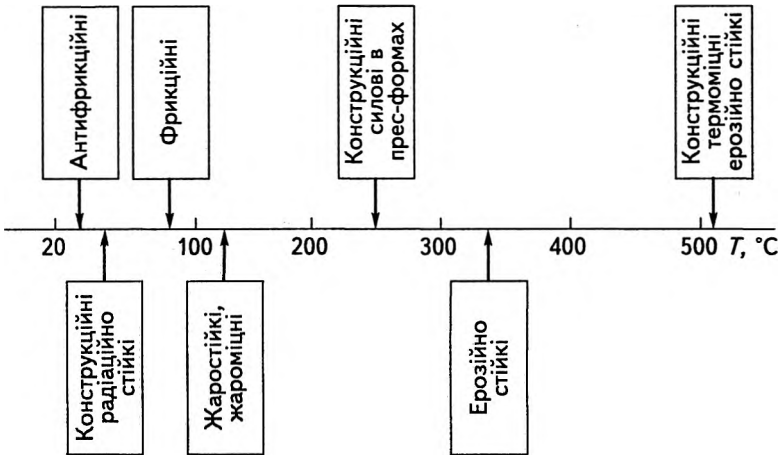 Антифрикційні
Фрикційні
Конструкційні
силові в
прес-формах
Конструкційні
термоміцні
ерозійно стійкі
20
100
200
300
400
500
T, °C
Конструкційні
радіаційно
стійкі
Жаростійкі,
жароміцні
Ерозійно
стійкі